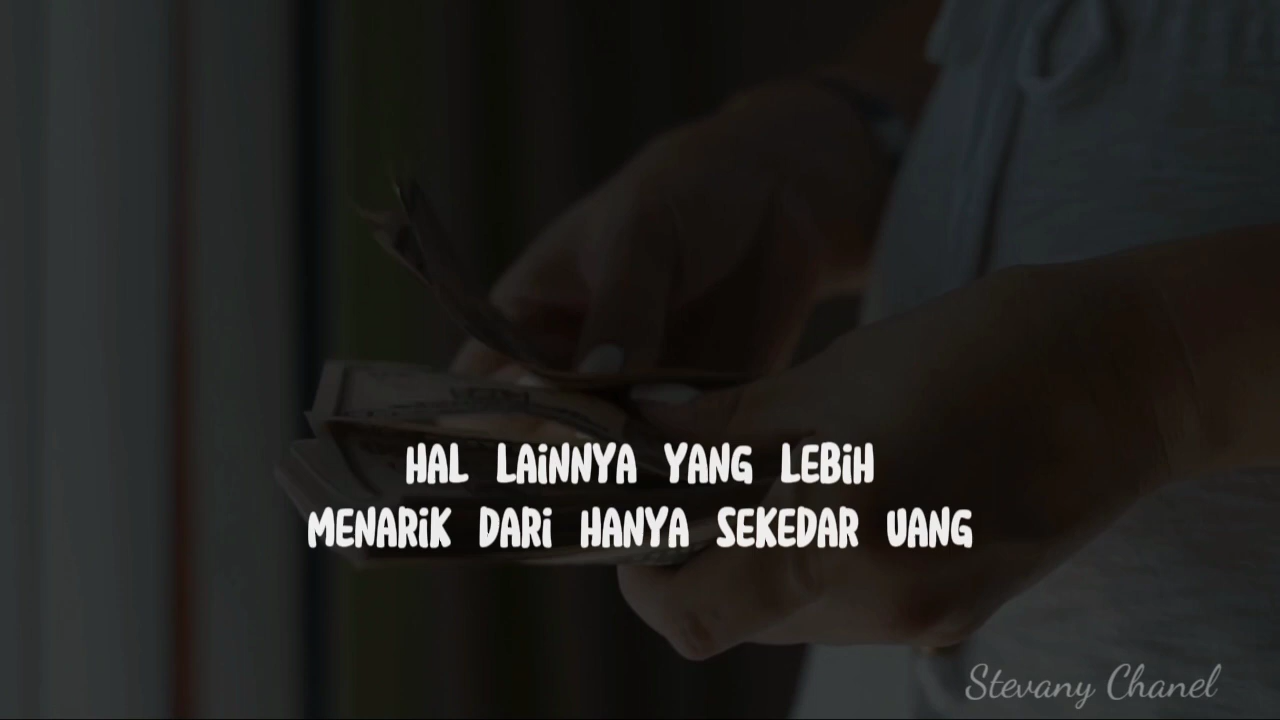 HAL LAINNYA YANG LEBIH
MENARIK DARI HANYA SEKEDAR UANG
Stevany Chanel